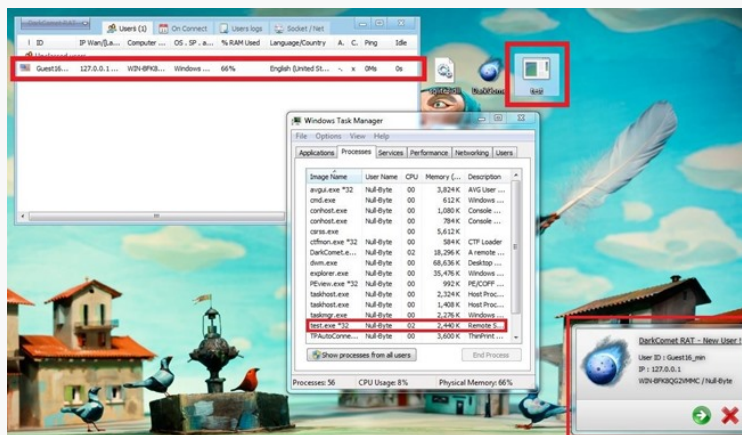 DarkComet-RAT
Users (1) On Connect Users logs Socket / Net
ID IP Wan/[La... Computer ... OS . SP . a... % RAM Used Language/Country A. C. Ping Idle
Guest16... 127.0.0.1 ... WIN-8FK8... Windows ... 66% English (United St... x 0Ms 0s
test
Windows Task Manager
File Options View Help
Applications Processes Services Performance Networking Users
Image Name User Name CPU Memory (... Description
avgui.exe *32 Null-Byte 00 3,824 K AVG User ...
cmd.exe Null-Byte 00 612 K Windows ...
conhost.exe Null-Byte 00 1,080 K Console ...
conhost.exe Null-Byte 00 784 K Console ...
csrss.exe 00 5,612 K
ctfmon.exe *32 Null-Byte 00 584 K CTF Loader
DarkComet.e... Null-Byte 02 18,296 K A remote ...
dwm.exe Null-Byte 00 68,636 K Desktop ...
explorer.exe Null-Byte 00 35,476 K Windows ...
PEview.exe *32 Null-Byte 00 992 K PE/COFF ...
taskhost.exe Null-Byte 00 2,324 K Host Proc...
taskhost.exe Null-Byte 00 1,408 K Host Proc...
taskmgr.exe Null-Byte 00 2,276 K Windows ...
test.exe *32 Null-Byte 02 2,440 K Remote S...
TPAutoConne... Null-Byte 00 3,600 K ThinPrint ...
Show processes from all users End Process
Processes: 56 CPU Usage: 8% Physical Memory: 66%
DarkComet RAT - New User !
User ID : Guest16_min
IP : 127.0.0.1
WIN-8FK8QG2VMMC / Null-Byte